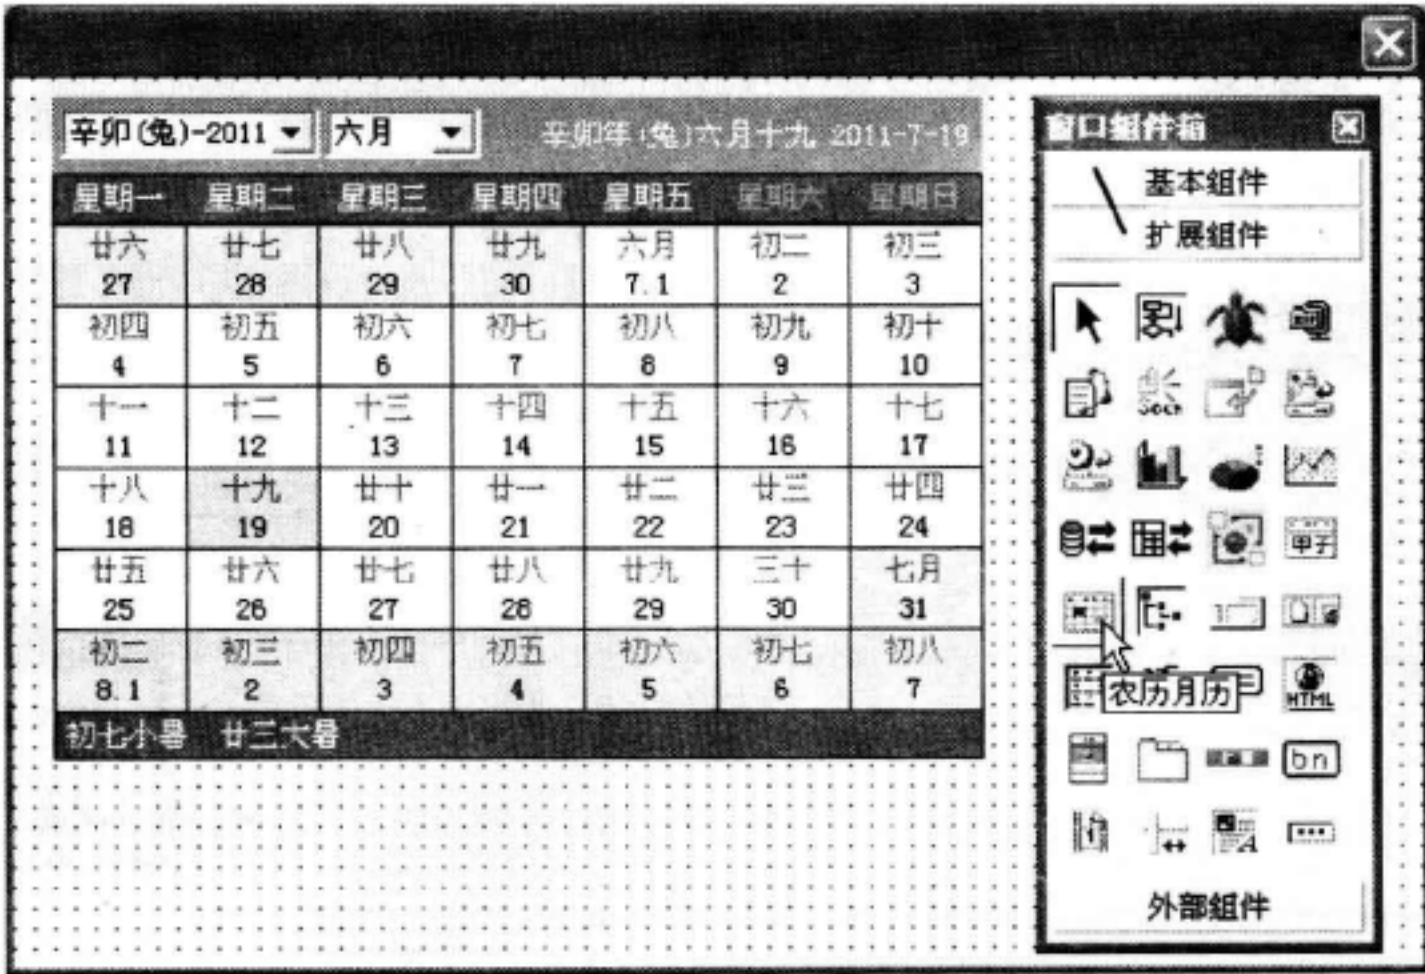 辛卯(兔)-2011 六月 辛卯年(兔)六月十九 2011-7-19
星期一 星期二 星期三 星期四 星期五 星期六 星期日
廿六 廿七 廿八 廿九 六月 初二 初三
27 28 29 30 7.1 2 3
初四 初五 初六 初七 初八 初九 初十
4 5 6 7 8 9 10
十一 十二 十三 十四 十五 十六 十七
11 12 13 14 15 16 17
十八 十九 廿十 廿一 廿二 廿三 廿四
18 19 20 21 22 23 24
廿五 廿六 廿七 廿八 廿九 三十 七月
25 26 27 28 29 30 31
初二 初三 初四 初五 初六 初七 初八
8.1 2 3 4 5 6 7
初七小暑 廿三大暑
窗口组件箱
基本组件
扩展组件
甲子
农历月历
HTML
bn
外部组件